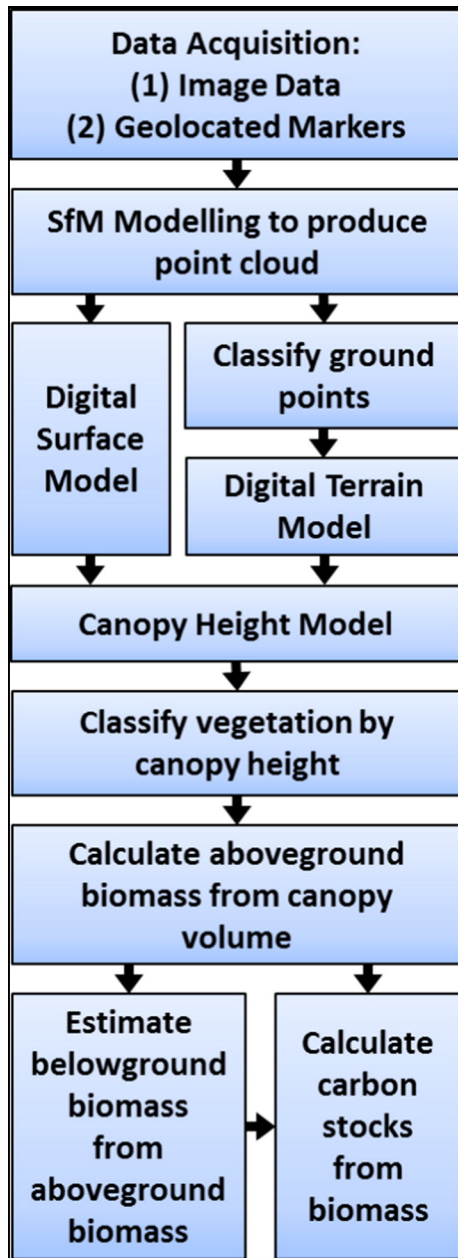 Data Acquisition:
(1) Image Data
(2) Geolocated Markers
SfM Modelling to produce
point cloud
Digital
Surface
Model
Classify ground
points
Digital Terrain
Model
Canopy Height Model
Classify vegetation by
canopy height
Calculate aboveground
biomass from canopy
volume
Estimate
belowground
biomass
from
aboveground
biomass
Calculate
carbon
stocks
from
biomass